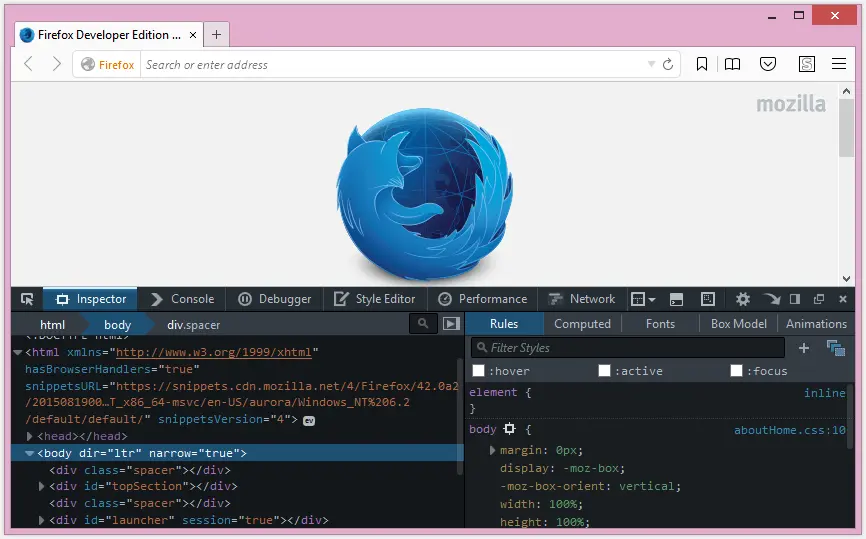 Firefox Developer Edition ...
Firefox
Search or enter address
S
mozilla
Inspector Console Debugger Style Editor Performance Network
html body div.spacer
Rules Computed Fonts Box Model Animations
<!DOCTYPE html>
<html xmlns="http://www.w3.org/1999/xhtml"
hasBrowserHandlers="true"
snippetsURL="https://snippets.cdn.mozilla.net/4/Firefox/42.0a2
/2015081900…T_x86_64-msvc/en-US/aurora/Windows_NT%206.2
/default/default/" snippetsVersion="4"> ev
<head></head>
<body dir="ltr" narrow="true">
<div class="spacer"></div>
<div id="topSection"></div>
<div class="spacer"></div>
<div id="launcher" session="true"></div>
Filter Styles
:hover :active :focus
element { inline
}
body { aboutHome.css:10
margin: 0px;
display: -moz-box;
-moz-box-orient: vertical;
width: 100%;
height: 100%;